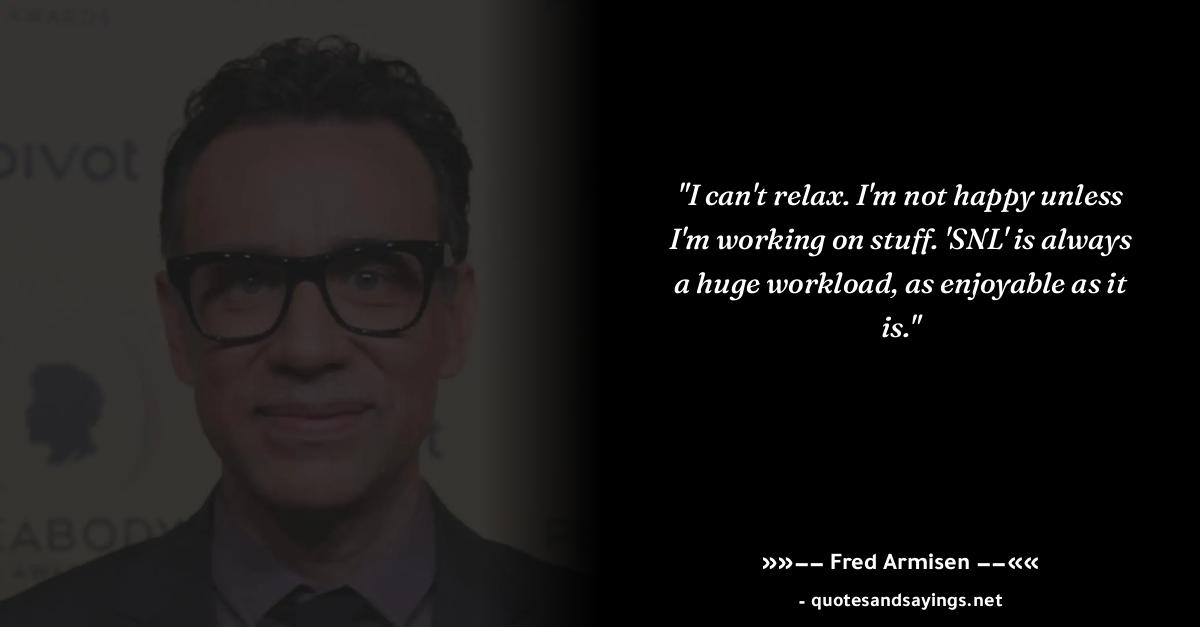 AWARDS
pivot
"I can't relax. I'm not happy unless
I'm working on stuff. 'SNL' is always
a huge workload, as enjoyable as it
is."
»»–– Fred Armisen ––««
- quotesandsayings.net